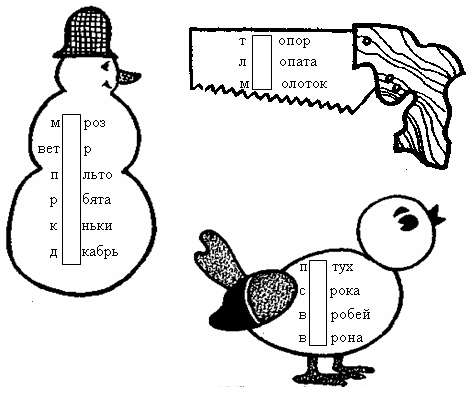 м роз
вет р
п льто
р бята
к ньки
д кабрь
т опор
л опата
м олоток
п тух
с рока
в робей
в рона